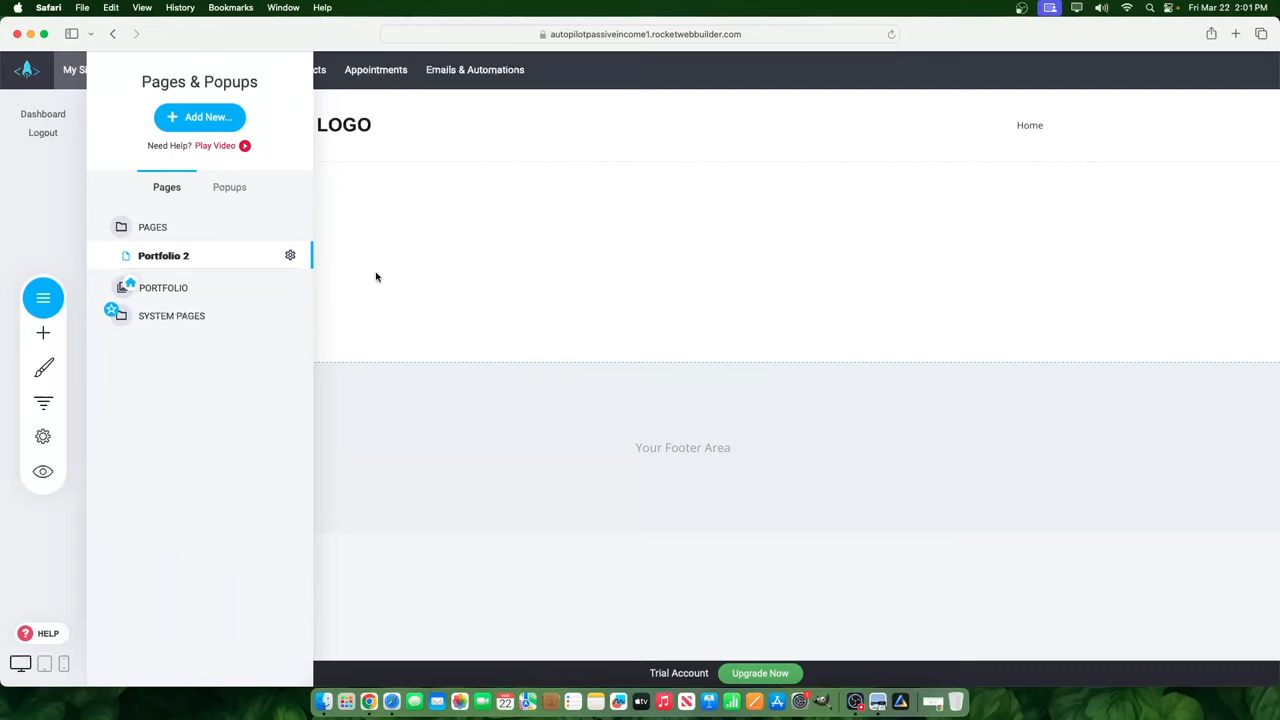 Safari File Edit View History Bookmarks Window Help
Fri Mar 22 2:01 PM
autopilotpassiveincome1.rocketwebbuilder.com
My Si
cts Appointments Emails & Automations
Dashboard
Logout
Pages & Popups
Add New...
Need Help? Play Video
Pages Popups
PAGES
Portfolio 2
PORTFOLIO
SYSTEM PAGES
LOGO
Home
Your Footer Area
HELP
Trial Account Upgrade Now
22